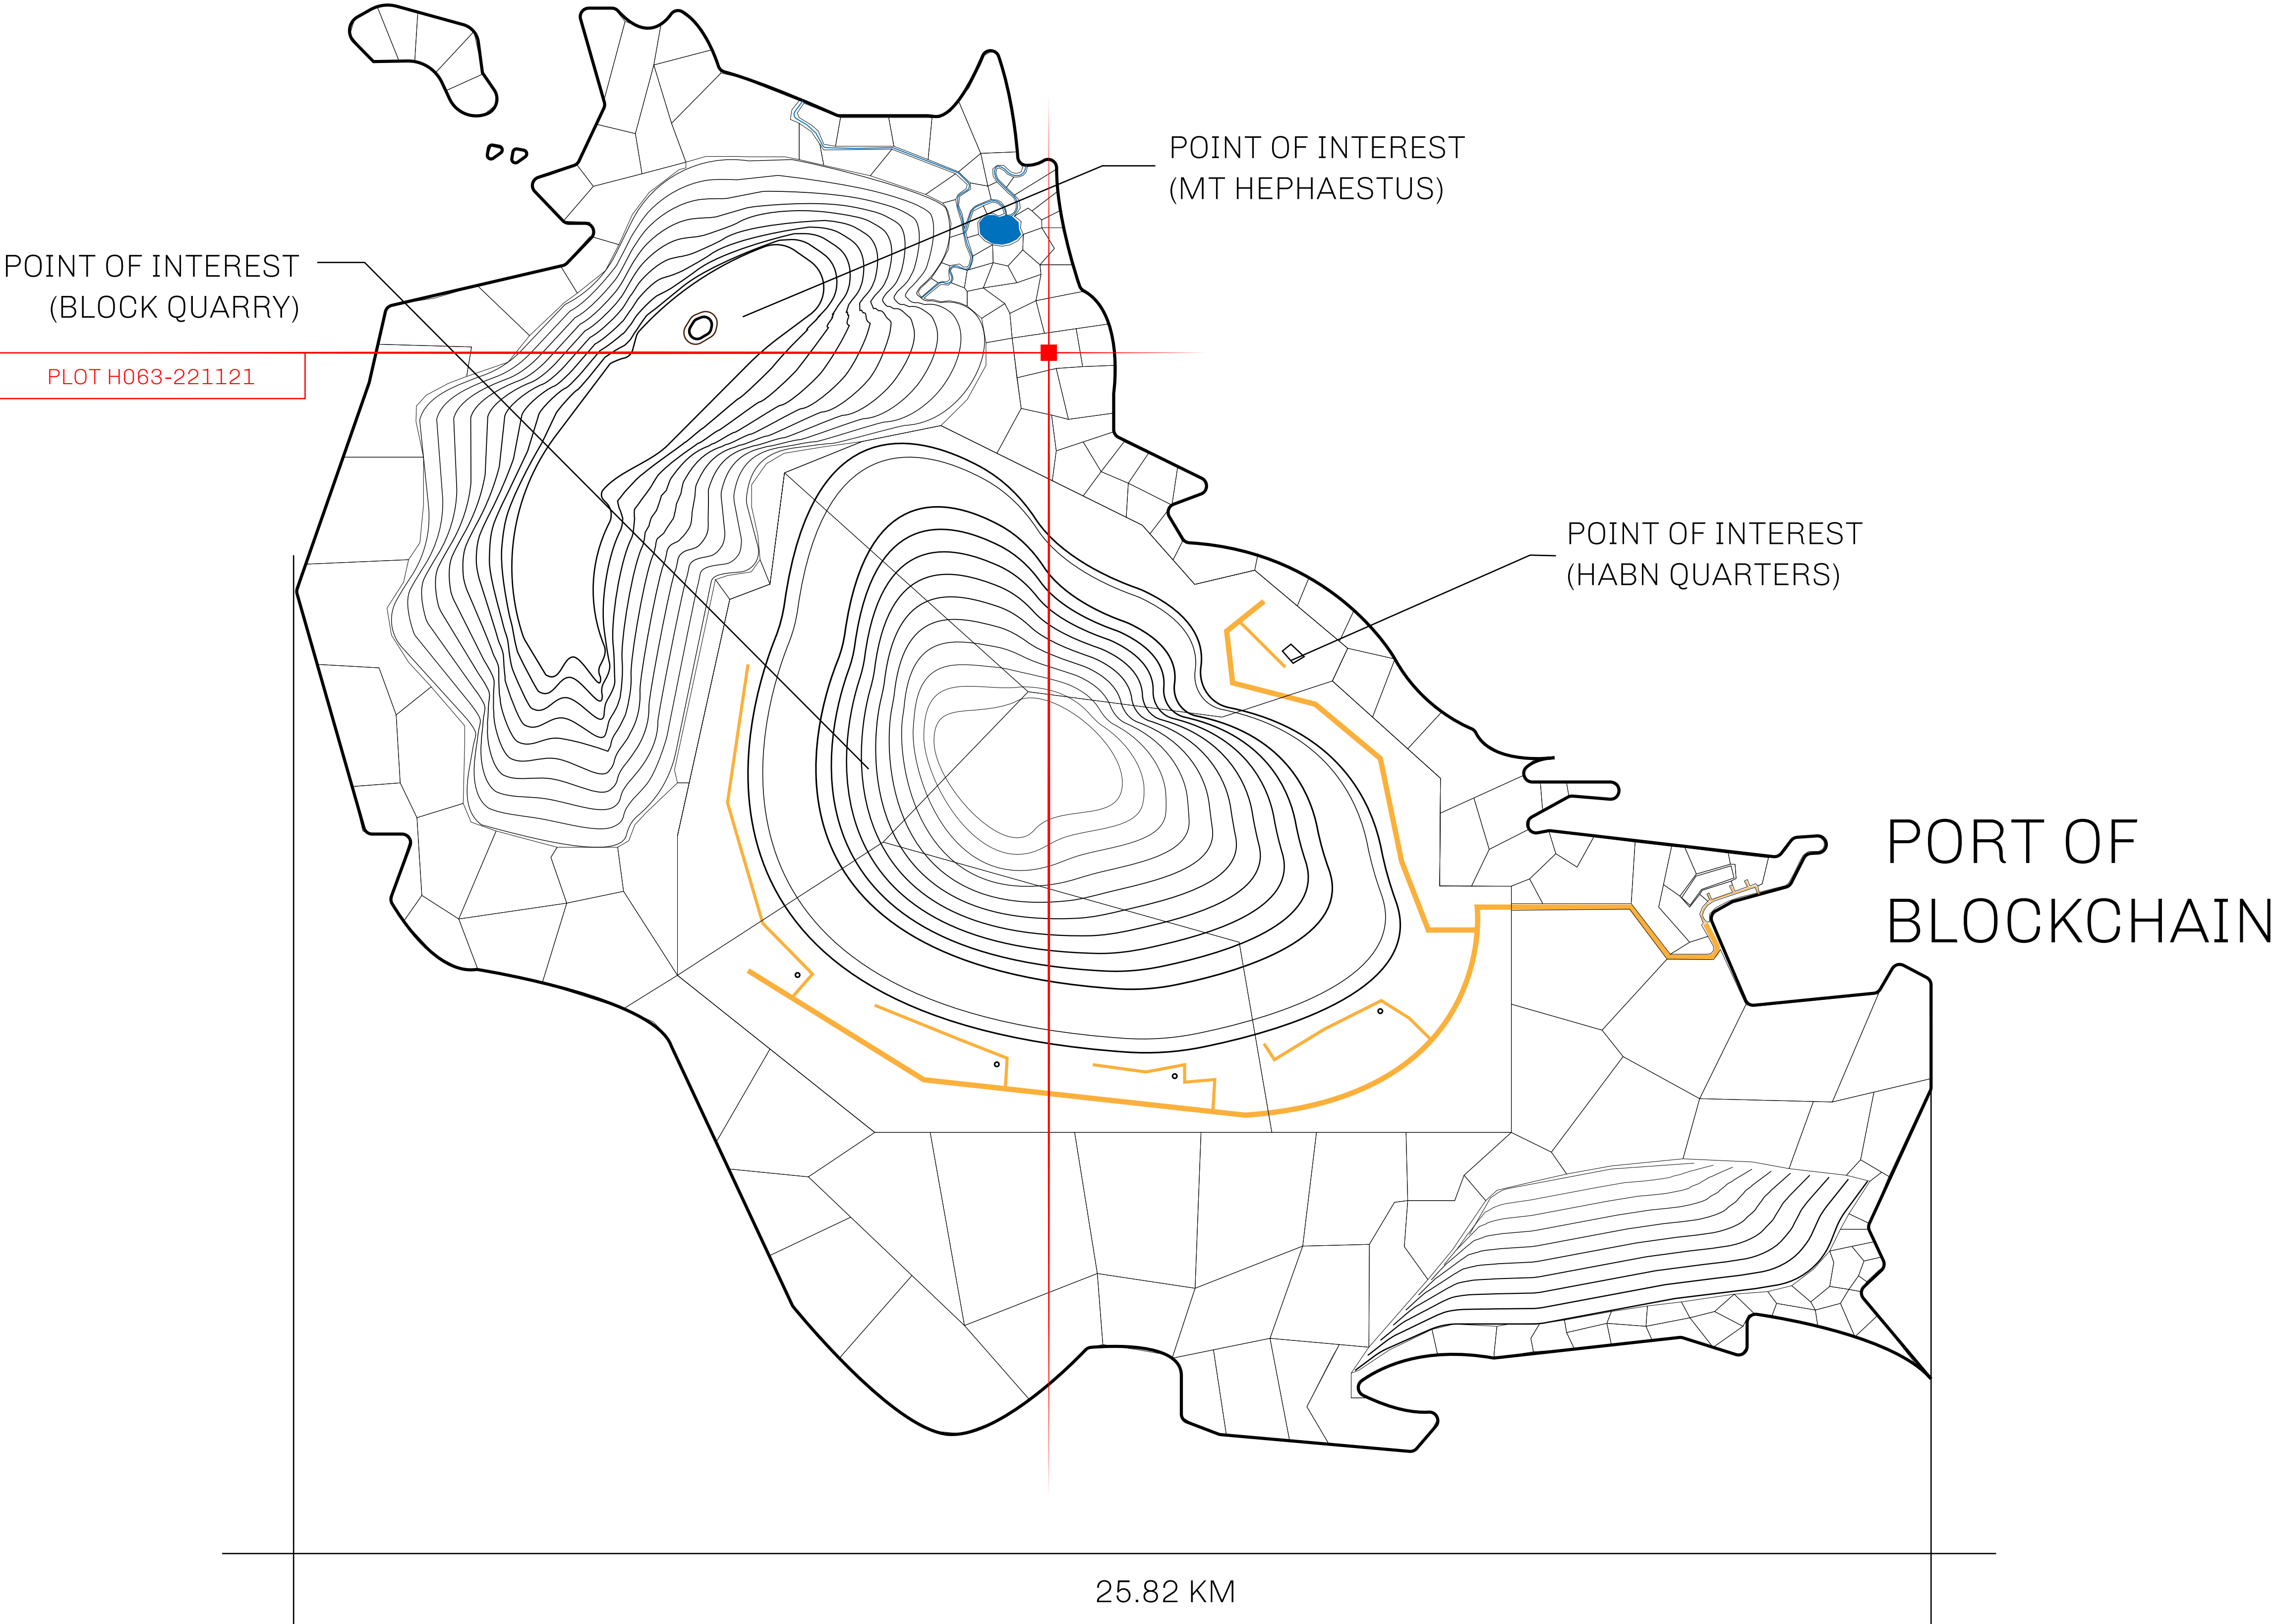 POINT OF INTEREST
(MT HEPHAESTUS)
POINT OF INTEREST
(BLOCK QUARRY)
PLOT H063-221121
POINT OF INTEREST
(HABN QUARTERS)
PORT OF
BLOCKCHAIN
25.82 KM